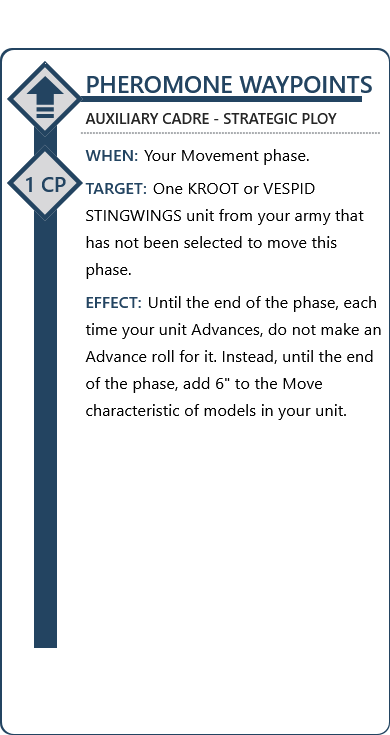 PHEROMONE WAYPOINTS
AUXILIARY CADRE - STRATEGIC PLOY
WHEN: Your Movement phase.
1 CP
TARGET: One KROOT or VESPID
STINGWINGS unit from your army that
has not been selected to move this
phase.
EFFECT: Until the end of the phase, each
time your unit Advances, do not make an
Advance roll for it. Instead, until the end
of the phase, add 6" to the Move
characteristic of models in your unit.